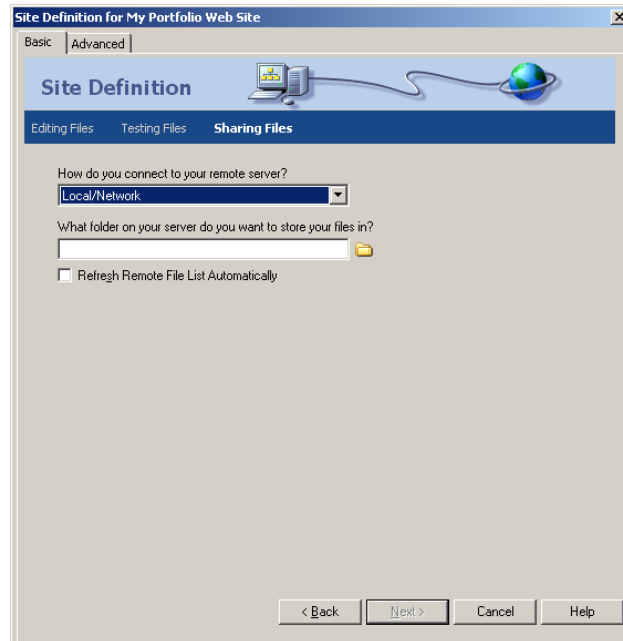 Site Definition for My Portfolio Web Site
Basic Advanced
Site Definition
Editing Files Testing Files Sharing Files
How do you connect to your remote server?
Local/Network
What folder on your server do you want to store your files in?
Refresh Remote File List Automatically
< Back Next > Cancel Help